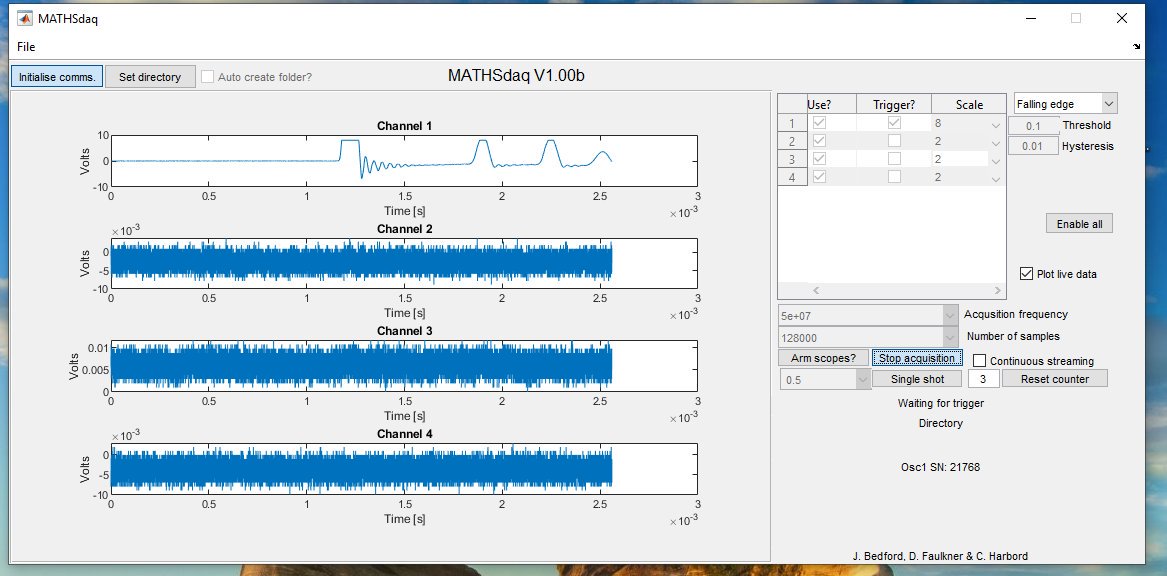 MATHSdaq
File
Initialise comms.
Set directory
Auto create folder?
MATHSdaq V1.00b
Channel 1
10
0
-10
Volts
0 0.5 1 1.5 2 2.5 3
Time [s]
×10⁻³
Channel 2
×10⁻³
0
-5
-10
Volts
0 0.5 1 1.5 2 2.5 3
Time [s]
×10⁻³
Channel 3
0.01
0.005
0
Volts
0 0.5 1 1.5 2 2.5 3
Time [s]
×10⁻³
Channel 4
×10⁻³
0
-5
-10
Volts
0 0.5 1 1.5 2 2.5 3
Time [s]
×10⁻³
Use? Trigger? Scale
1 8
2 2
3 2
4 2
Falling edge
0.1 Threshold
0.01 Hysteresis
Enable all
Plot live data
5e+07 Acqusition frequency
128000 Number of samples
Arm scopes? Stop acquisition Continuous streaming
0.5 Single shot 3 Reset counter
Waiting for trigger
Directory
Osc1 SN: 21768
J. Bedford, D. Faulkner & C. Harbord